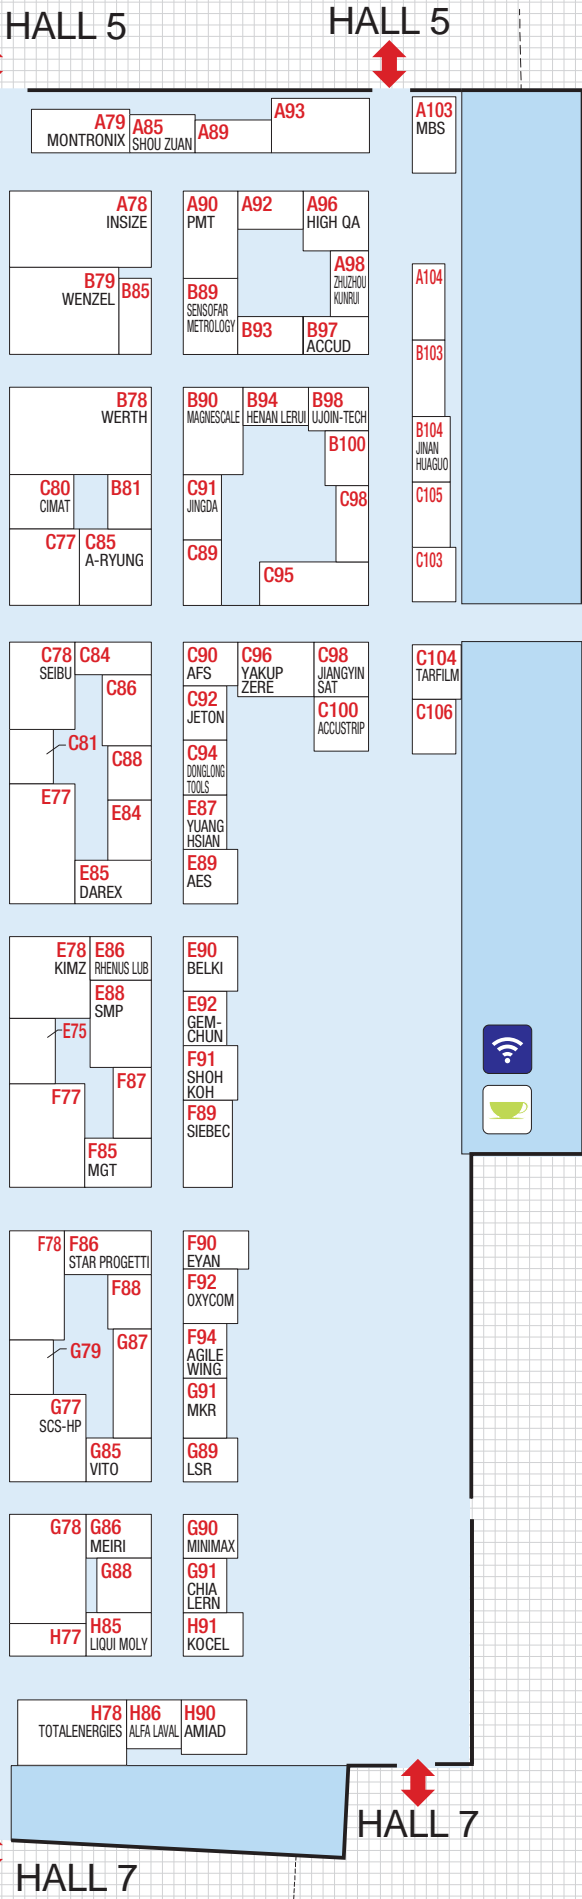 HALL 5
HALL 5
A79
MONTRONIX
A85
SHOU ZUAN
A89
A93
A103
MBS
A78
INSIZE
A90
PMT
A92
A96
HIGH QA
A98
ZHUZHOU
KUNRUI
A104
B79
WENZEL
B85
B89
SENSOFAR
METROLOGY
B93
B97
ACCUD
B103
B78
WERTH
B90
MAGNESCALE
B94
HENAN LERUI
B98
UJOIN-TECH
B100
B104
JINAN
HUAGUO
C80
CIMAT
B81
C91
JINGDA
C98
C105
C77
C85
A-RYUNG
C89
C95
C103
C78
SEIBU
C84
C90
AFS
C96
YAKUP
ZERE
C98
JIANGYIN
SAT
C104
TARFILM
C86
C92
JETON
C100
ACCUSTRIP
C106
C81
C88
C94
DONGLONG
TOOLS
E77
E84
E87
YUANG
HSIAN
E85
DAREX
E89
AES
E78
KIMZ
E86
RHENUS LUB
E90
BELKI
E88
SMP
E92
GEM-
CHUN
E75
F91
SHOH
KOH
F77
F87
F89
SIEBEC
F85
MGT
F78
F86
STAR PROGETTI
F90
EYAN
F88
F92
OXYCOM
G79
G87
F94
AGILE
WING
G77
SCS-HP
G91
MKR
G85
VITO
G89
LSR
G78
G86
MEIRI
G90
MINIMAX
G88
G91
CHIA
LERN
H77
H85
LIQUI MOLY
H91
KOCEL
H78
TOTALENERGIES
H86
ALFA LAVAL
H90
AMIAD
HALL 7
HALL 7